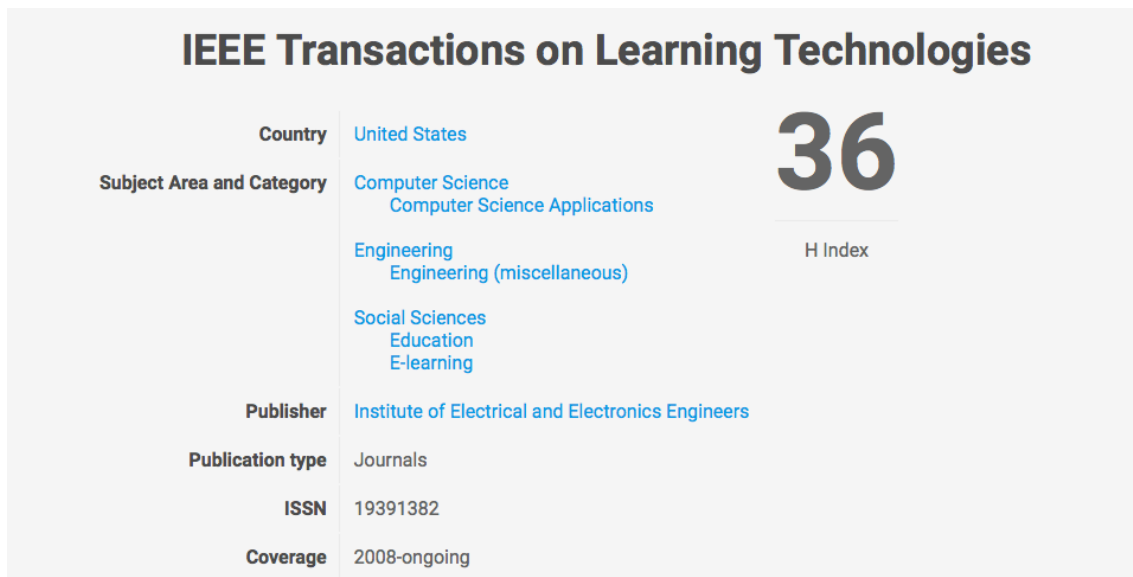 IEEE Transactions on Learning Technologies
Country United States
36
H Index
Subject Area and Category Computer Science
Computer Science Applications
Engineering
Engineering (miscellaneous)
Social Sciences
Education
E-learning
Publisher Institute of Electrical and Electronics Engineers
Publication type Journals
ISSN 19391382
Coverage 2008-ongoing